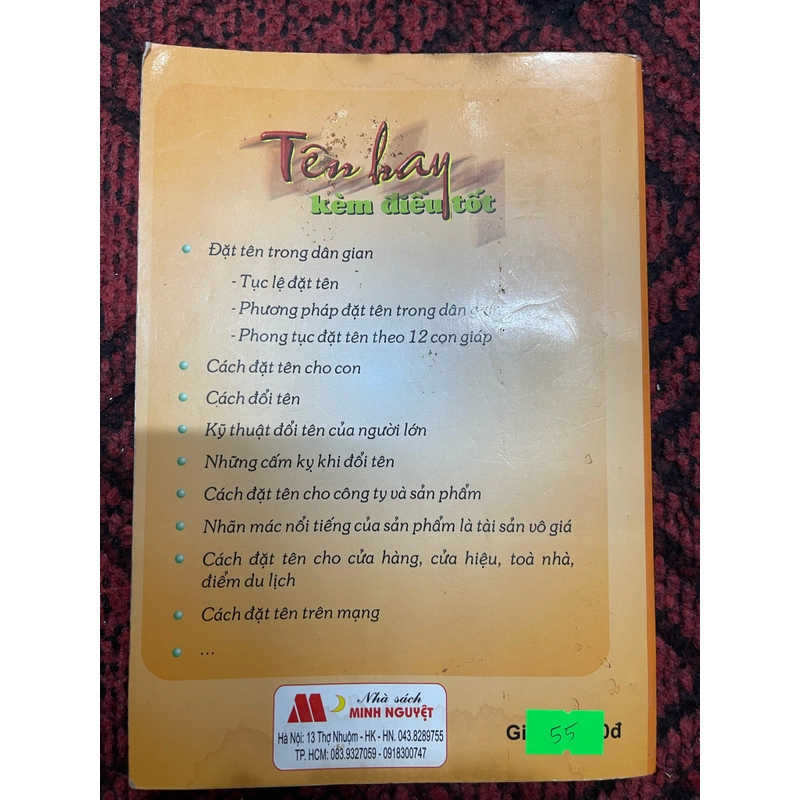 Tên hay
kèm điều tốt
Đặt tên trong dân gian
- Tục lệ đặt tên
- Phương pháp đặt tên trong dân gian
- Phong tục đặt tên theo 12 con giáp
Cách đặt tên cho con
Cách đổi tên
Kỹ thuật đổi tên của người lớn
Những cấm kỵ khi đổi tên
Cách đặt tên cho công ty và sản phẩm
Nhãn mác nổi tiếng của sản phẩm là tài sản vô giá
Cách đặt tên cho cửa hàng, cửa hiệu, toà nhà,
điểm du lịch
Cách đặt tên trên mạng
...
Nhà sách
MINH NGUYỆT
Hà Nội: 13 Thợ Nhuộm - HK - HN. 043.8289755
TP. HCM: 083.9327059 - 0918300747
Gi 55 0đ